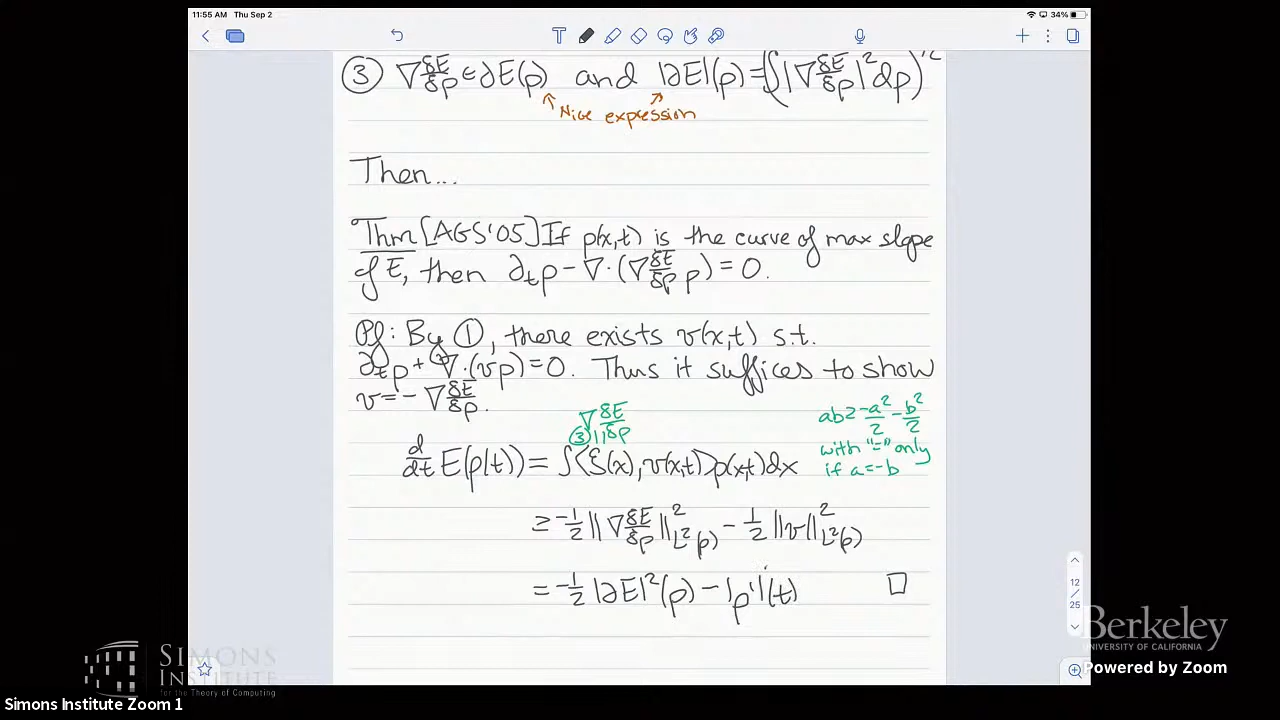 11:55 AM Thu Sep 2
34%
③ ∇ δE/δρ ∈ ∂E(ρ) and |∂E|(ρ) = (∫|∇ δE/δρ|² dρ)^1/2
Nice expression
Then...
Thm [AGS'05] If ρ(x,t) is the curve of max slope
of E, then ∂tρ - ∇·(∇ δE/δρ ρ) = 0.
Pf: By ①, there exists v(x,t) s.t.
∂tρ + ∇·(vρ) = 0. Thus it suffices to show
v = - ∇ δE/δρ.
∇ δE/δρ
③ ||
ab ≥ -a²/2 - b²/2
with "=" only
if a=-b
d/dt E(ρ(t)) = ∫⟨ξ(x), v(x,t)⟩ρ(x,t)dx
≥ -1/2 ||∇ δE/δρ||²L²(ρ) - 1/2 ||v||²L²(ρ)
= -1/2 |∂E|²(ρ) - |ρ'|(t) □
12
/
25
Berkeley
UNIVERSITY OF CALIFORNIA
Powered by Zoom
SIMONS
INSTITUTE
for the Theory of Computing
Simons Institute Zoom 1